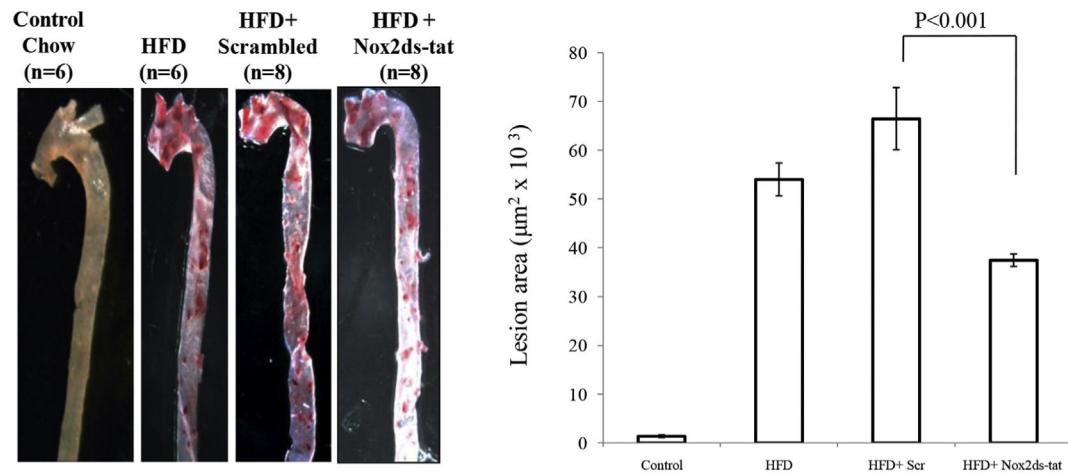 Control
Chow
(n=6)
HFD
(n=6)
HFD+
Scrambled
(n=8)
HFD +
Nox2ds-tat
(n=8)
P<0.001
Lesion area (µm² x 10³)
80
70
60
50
40
30
20
10
0
Control
HFD
HFD+ Scr
HFD+ Nox2ds-tat